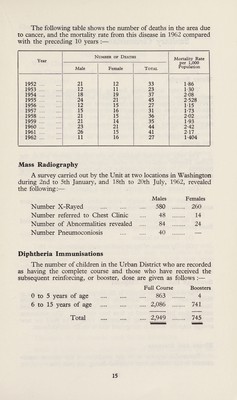 The following table shows the number of deaths in the area due
to cancer, and the mortality rate from this disease in 1962 compared
with the preceding 10 years :—
Year Number of Deaths Mortality Rate per 1,000 Population
Male Female Total
1952 ... 21 12 33 1·86
1953 ... 12 11 23 1·30
1954 ... 18 19 37 2·08
1955 ... 24 21 45 2·528
1956 ... 12 15 27 1·15
1957 ... 15 16 31 1·73
1958 ... 21 15 36 2·02
1959 ... 21 14 35 1·93
1960 ... 23 21 44 2·42
1961 ... 26 15 41 2·17
1962 ... 11 16 27 1·404
Mass Radiography
A survey carried out by the Unit at two locations in Washington
during 2nd to 5th January, and 18th to 20th July, 1962, revealed
the following :—
Males Females
Number X-Rayed ... ... 580 ... 260
Number referred to Chest Clinic ... 48 ... 14
Number of Abnormalities revealed ... 84 ... 24
Number Pneumoconiosis ... ... 40 ... —
Diphtheria Immunisations
The number of children in the Urban District who are recorded
as having the complete course and those who have received the
subsequent reinforcing, or booster, dose are given as follows :—
Full Course Boosters
0 to 5 years of age ... ... ... 863 ... 4
6 to 15 years of age ... ... ... 2,086 ... 741
Total ... ... ... 2,949 ... 745
15